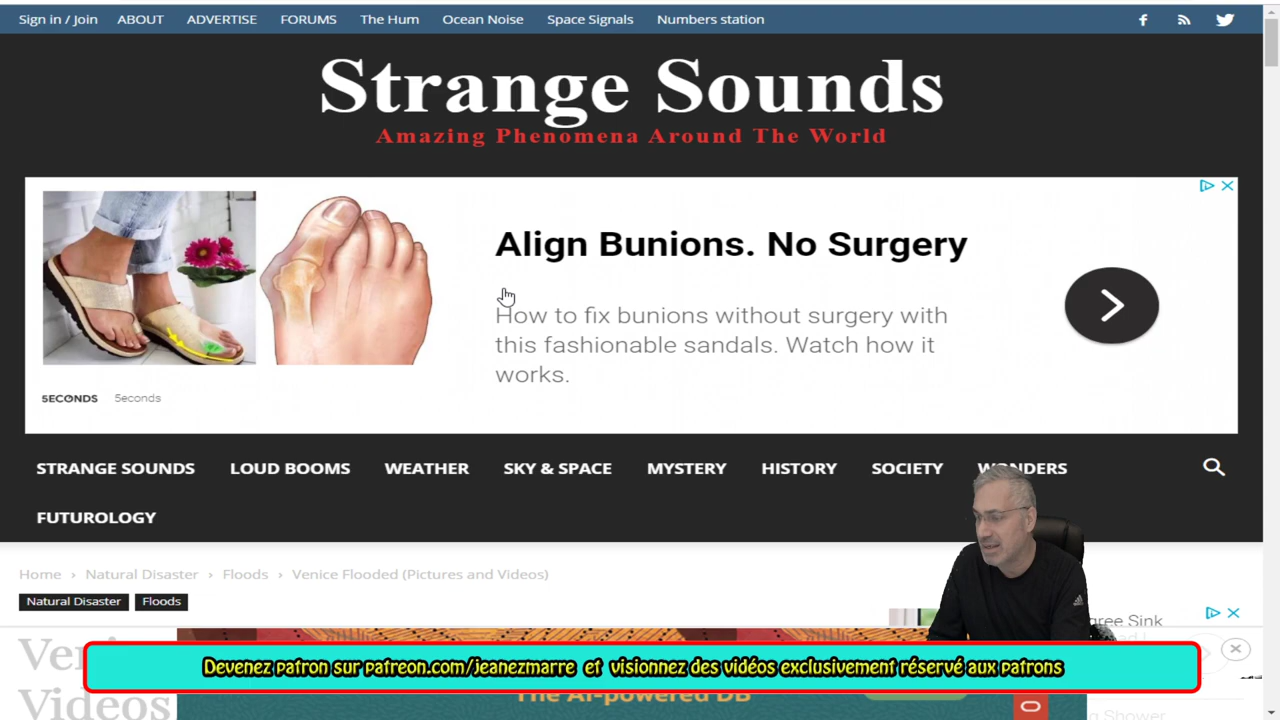 Sign in / Join ABOUT ADVERTISE FORUMS The Hum Ocean Noise Space Signals Numbers station
Strange Sounds
Amazing Phenomena Around The World
Align Bunions. No Surgery
How to fix bunions without surgery with
this fashionable sandals. Watch how it
works.
5ECONDS 5econds
STRANGE SOUNDS LOUD BOOMS WEATHER SKY & SPACE MYSTERY HISTORY SOCIETY WONDERS
FUTUROLOGY
Home › Natural Disaster › Floods › Venice Flooded (Pictures and Videos)
Natural Disaster Floods
Sink
Devenez patron sur patreon.com/jeanezmarre et visionnez des vidéos exclusivement réservé aux patrons
Videos
The AI-powered DB
Shower